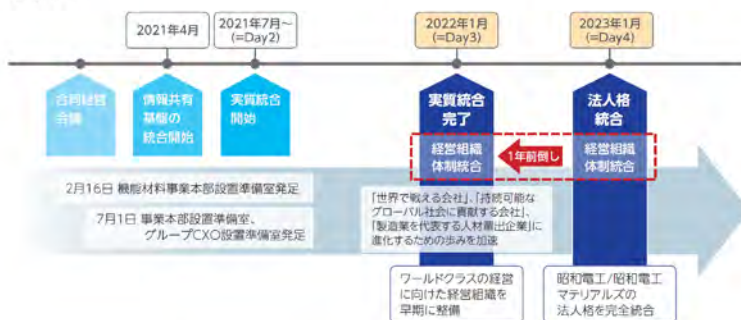 2021年4月
2021年7月～
(=Day2)
2022年1月
(=Day3)
2023年1月
(=Day4)
合同経営
会議
情報共有
基盤の
統合開始
実質統合
開始
実質統合
完了
法人格
統合
経営組織
体制統合
1年前倒し
経営組織
体制統合
2月16日 機能材料事業本部設置準備室発足
7月1日 事業本部設置準備室、
グループCXO設置準備室発足
「世界で戦える会社」、「持続可能な
グローバル社会に貢献する会社」、
「製造業を代表する人材輩出企業」に
進化するための歩みを加速
ワールドクラスの経営
に向けた経営組織を
早期に整備
昭和電工/昭和電工
マテリアルズの
法人格を完全統合